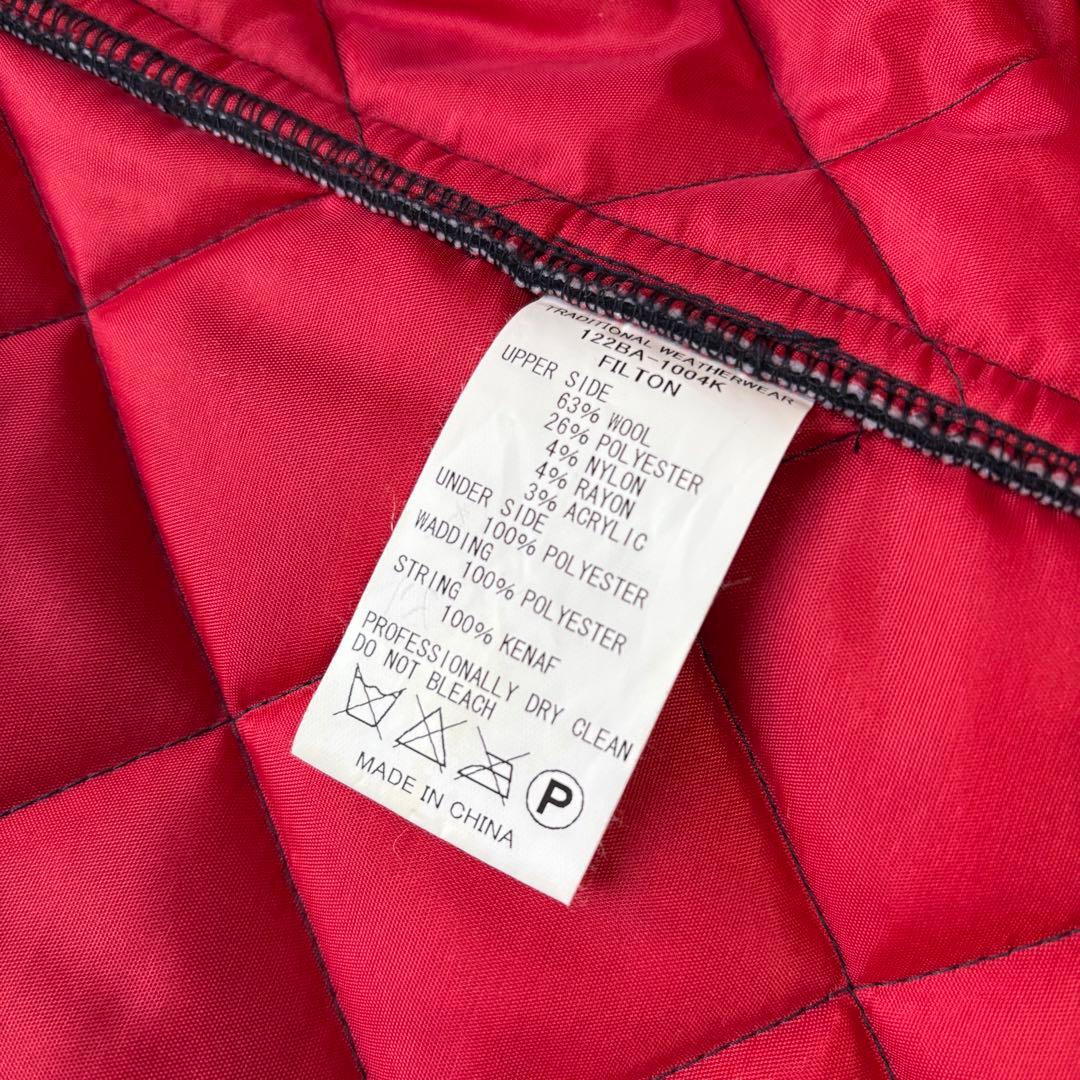 TRADITIONAL WEATHERWEAR
122BA-1004K
FILTON
UPPER SIDE
63% WOOL
26% POLYESTER
4% NYLON
4% RAYON
3% ACRYLIC
UNDER SIDE
100% POLYESTER
WADDING
100% POLYESTER
STRING
100% KENAF
PROFESSIONALLY DRY CLEAN
DO NOT BLEACH
P
MADE IN CHINA